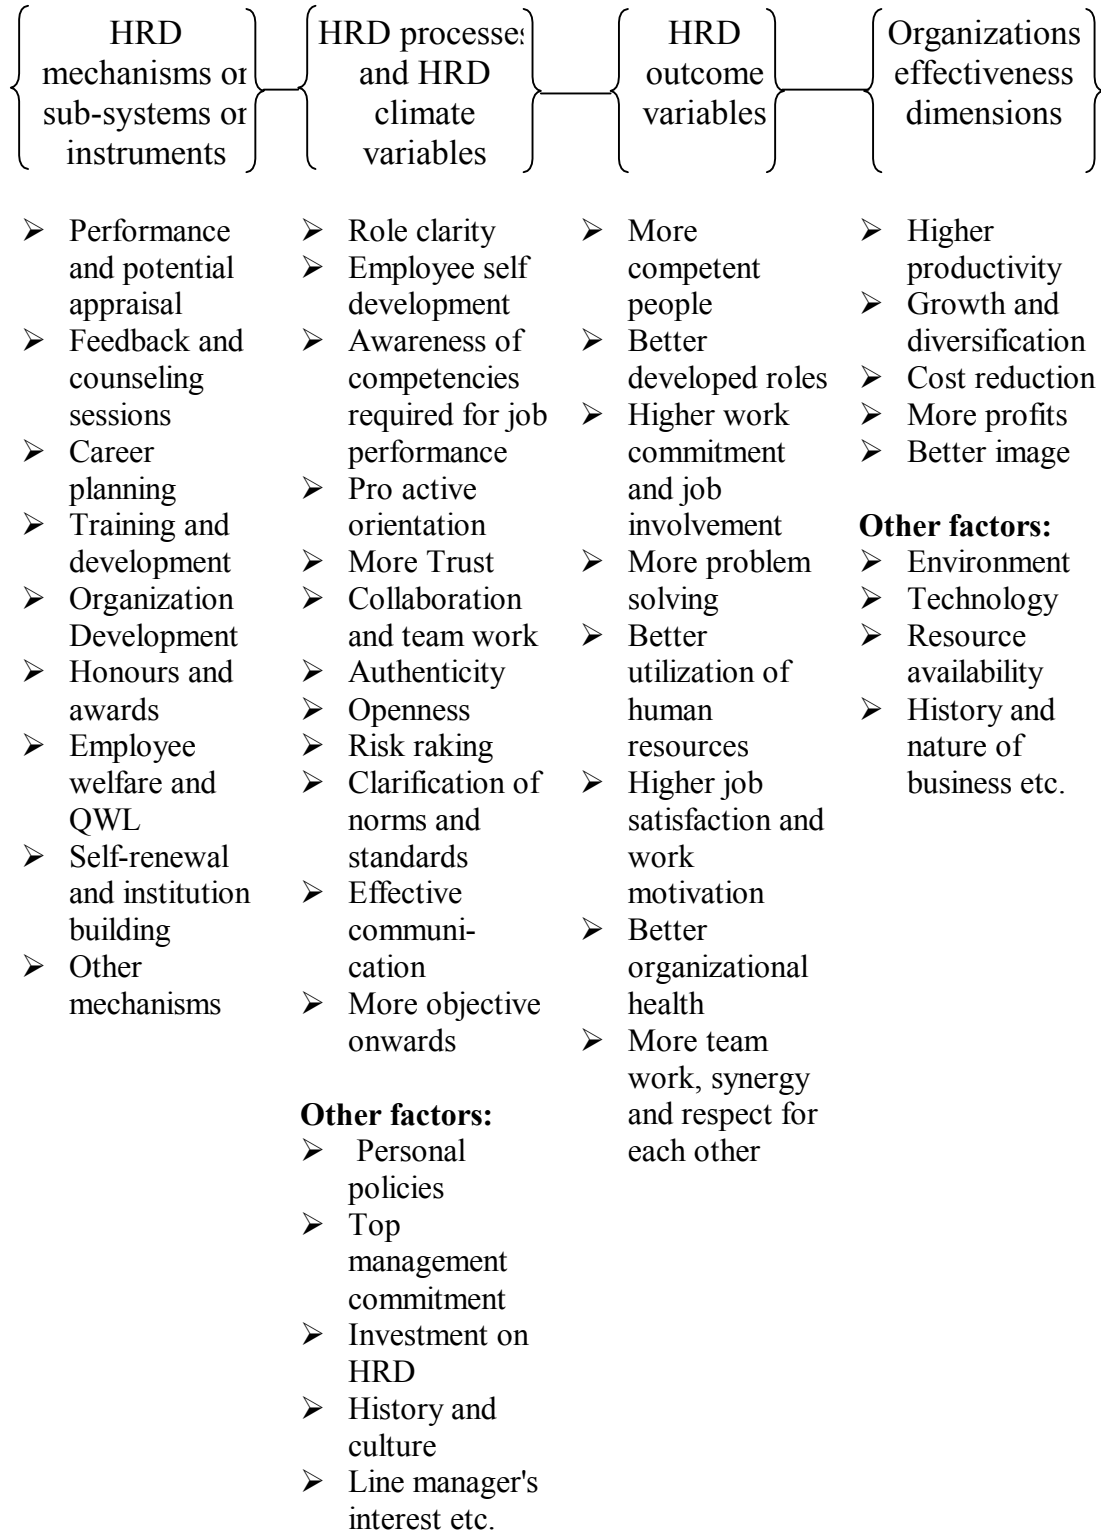 HRD
mechanisms or
sub-systems or
instruments
HRD processes
and HRD
climate
variables
HRD
outcome
variables
Organizations
effectiveness
dimensions
➢ Performance
and potential
appraisal
➢ Feedback and
counseling
sessions
➢ Career
planning
➢ Training and
development
➢ Organization
Development
➢ Honours and
awards
➢ Employee
welfare and
QWL
➢ Self-renewal
and institution
building
➢ Other
mechanisms
➢ Role clarity
➢ Employee self
development
➢ Awareness of
competencies
required for job
performance
➢ Pro active
orientation
➢ More Trust
➢ Collaboration
and team work
➢ Authenticity
➢ Openness
➢ Risk raking
➢ Clarification of
norms and
standards
➢ Effective
communi-
cation
➢ More objective
onwards
Other factors:
➢ Personal
policies
➢ Top
management
commitment
➢ Investment on
HRD
➢ History and
culture
➢ Line manager's
interest etc.
➢ More
competent
people
➢ Better
developed roles
➢ Higher work
commitment
and job
involvement
➢ More problem
solving
➢ Better
utilization of
human
resources
➢ Higher job
satisfaction and
work
motivation
➢ Better
organizational
health
➢ More team
work, synergy
and respect for
each other
➢ Higher
productivity
➢ Growth and
diversification
➢ Cost reduction
➢ More profits
➢ Better image
Other factors:
➢ Environment
➢ Technology
➢ Resource
availability
➢ History and
nature of
business etc.